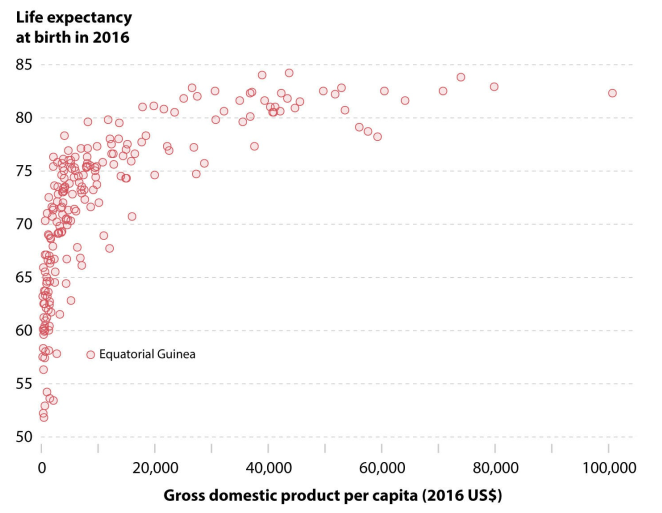 Life expectancy
at birth in 2016
85
80
75
70
65
60
Equatorial Guinea
55
50
0 20,000 40,000 60,000 80,000 100,000
Gross domestic product per capita (2016 US$)